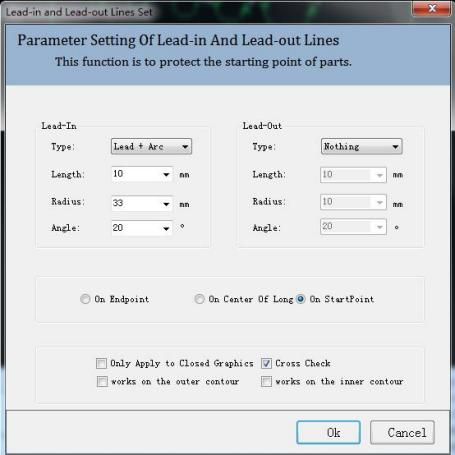 Lead-in and Lead-out Lines Set
Parameter Setting Of Lead-in And Lead-out Lines
This function is to protect the starting point of parts.
Lead-In
Type: Lead + Arc
Length: 10 mm
Radius: 33 mm
Angle: 20 °
Lead-Out
Type: Nothing
Length: 10 mm
Radius: 10 mm
Angle: 20 °
On Endpoint On Center Of Long On StartPoint
Only Apply to Closed Graphics Cross Check
works on the outer contour works on the inner contour
Ok Cancel